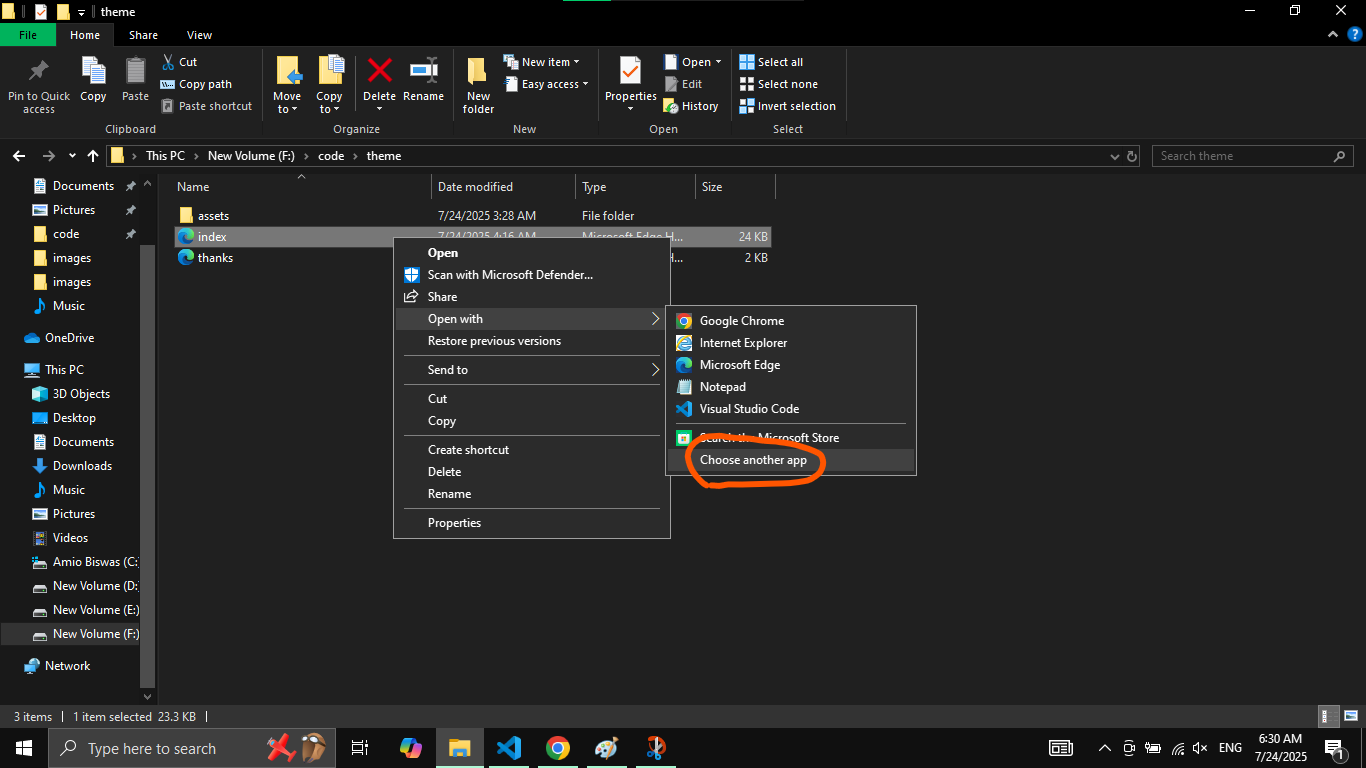 theme
File
Home
Share
View
Pin to Quick access
Copy
Paste
Cut
Copy path
Paste shortcut
Clipboard
Move to
Copy to
Delete
Rename
Organize
New folder
New item
Easy access
New
Properties
Open
Edit
History
Open
Select all
Select none
Invert selection
Select
This PC
New Volume (F:)
code
theme
Search theme
Documents
Pictures
code
images
images
Music
OneDrive
This PC
3D Objects
Desktop
Documents
Downloads
Music
Pictures
Videos
Amio Biswas (C:
New Volume (D:
New Volume (E:)
New Volume (F:)
Network
Name Date modified Type Size
assets 7/24/2025 3:28 AM File folder
index 7/24/2025 4:16 AM Microsoft Edge H... 24 KB
thanks H... 2 KB
Open
Scan with Microsoft Defender...
Share
Open with
Restore previous versions
Send to
Cut
Copy
Create shortcut
Delete
Rename
Properties
Google Chrome
Internet Explorer
Microsoft Edge
Notepad
Visual Studio Code
Search the Microsoft Store
Choose another app
3 items 1 item selected 23.3 KB
Type here to search
ENG
6:30 AM
7/24/2025
1